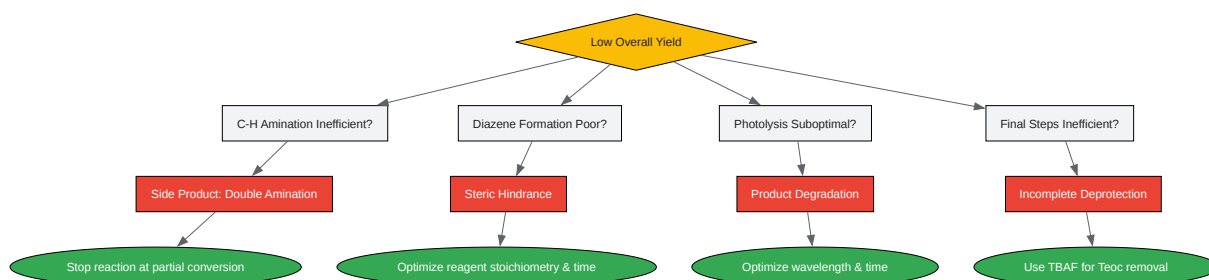 Low Overall Yield
C-H Amination Inefficient?
Diazene Formation Poor?
Photolysis Suboptimal?
Final Steps Inefficient?
Side Product: Double Amination
Steric Hindrance
Product Degradation
Incomplete Deprotection
Stop reaction at partial conversion
Optimize reagent stoichiometry & time
Optimize wavelength & time
Use TBAF for Teoc removal